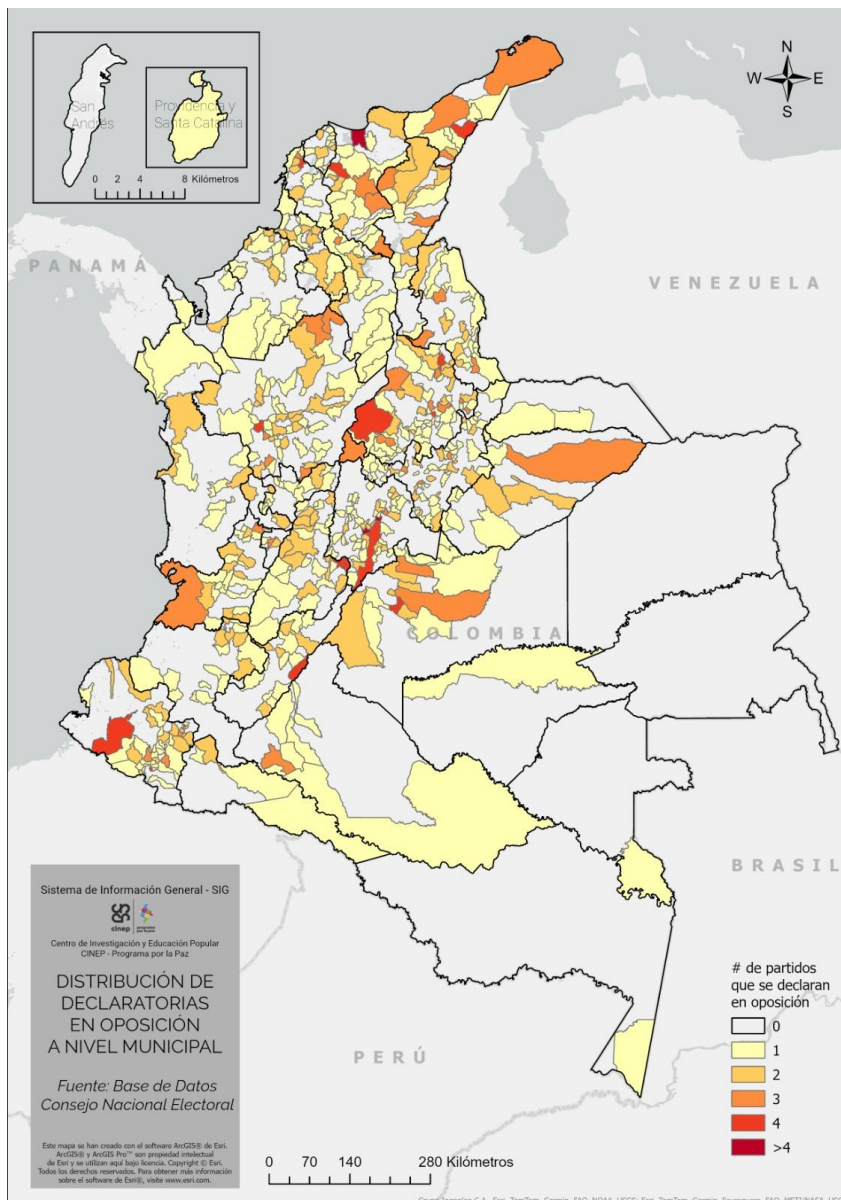 N
W E
S
San
Andrés
Providencia y
Santa Catalina
0 2 4 8 Kilómetros
PANAMÁ
VENEZUELA
COLOMBIA
BRASIL
PERÚ
Sistema de Información General - SIG
cinep programa por la paz
Centro de Investigación y Educación Popular
CINEP - Programa por la Paz
DISTRIBUCIÓN DE
DECLARATORIAS
EN OPOSICIÓN
A NIVEL MUNICIPAL
Fuente: Base de Datos
Consejo Nacional Electoral
Este mapa se han creado con el software ArcGIS® de Esri.
ArcGIS® y ArcGIS Pro™ son propiedad intelectual
de Esri y se utilizan aquí bajo licencia. Copyright © Esri.
Todos los derechos reservados. Para obtener más información
sobre el software de Esri®, visite www.esri.com.
# de partidos
que se declaran
en oposición
0
1
2
3
4
>4
0 70 140 280 Kilómetros